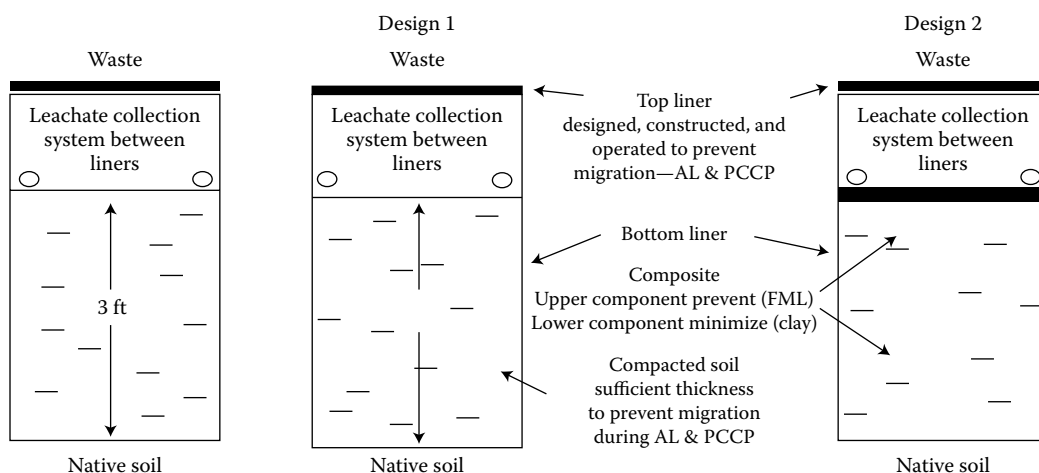 Waste
Leachate collection
system between
liners
3 ft
Native soil
Design 1
Waste
Leachate collection
system between
liners
Native soil
Top liner
designed, constructed, and
operated to prevent
migration—AL & PCCP
Bottom liner
Composite
Upper component prevent (FML)
Lower component minimize (clay)
Compacted soil
sufficient thickness
to prevent migration
during AL & PCCP
Design 2
Waste
Leachate collection
system between
liners
Native soil